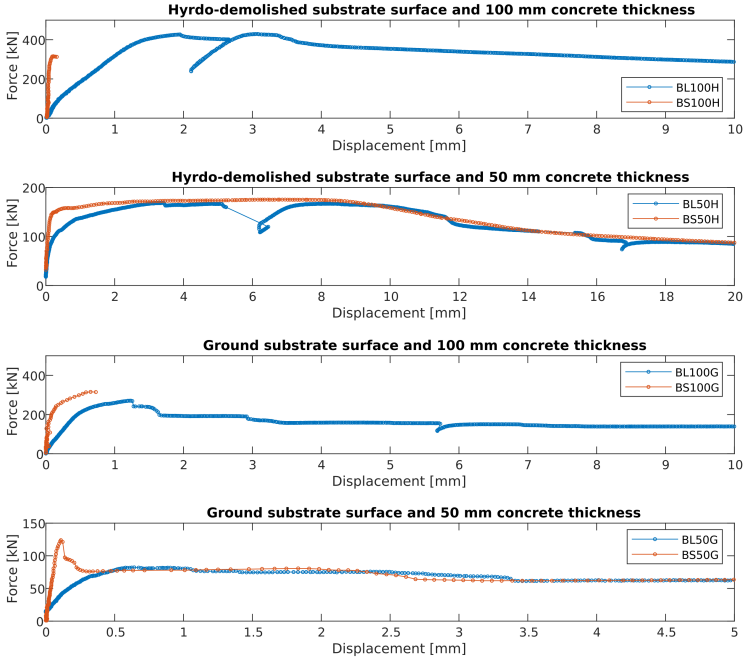 Hyrdo-demolished substrate surface and 100 mm concrete thickness
Force [kN]
400
200
0
BL100H
BS100H
0 1 2 3 4 5 6 7 8 9 10
Displacement [mm]
Hyrdo-demolished substrate surface and 50 mm concrete thickness
Force [kN]
200
100
0
BL50H
BS50H
0 2 4 6 8 10 12 14 16 18 20
Displacement [mm]
Ground substrate surface and 100 mm concrete thickness
Force [kN]
400
200
0
BL100G
BS100G
0 1 2 3 4 5 6 7 8 9 10
Displacement [mm]
Ground substrate surface and 50 mm concrete thickness
Force [kN]
150
100
50
0
BL50G
BS50G
0 0.5 1 1.5 2 2.5 3 3.5 4 4.5 5
Displacement [mm]